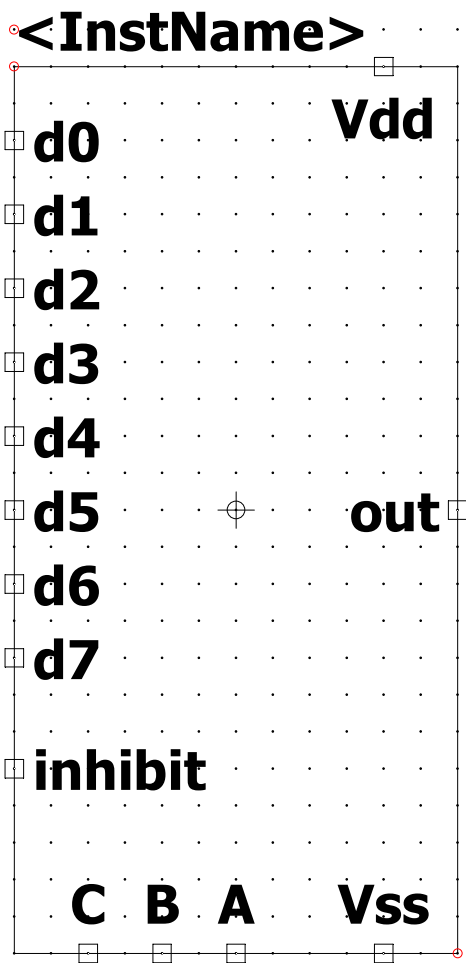 <InstName>
Vdd
d0
d1
d2
d3
d4
d5
out
d6
d7
inhibit
C B A Vss